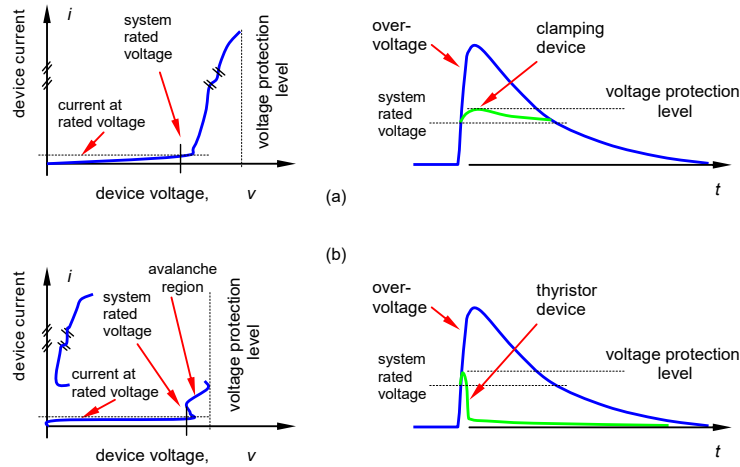 device current
i
system
rated
voltage
current at
rated voltage
voltage protection
level
device voltage, v
over-
voltage
clamping
device
voltage protection
level
system
rated
voltage
t
(a)
(b)
device current
i
avalanche
region
system
rated
voltage
current at
rated voltage
voltage protection
level
device voltage, v
over-
voltage
thyristor
device
voltage protection
level
system
rated
voltage
t